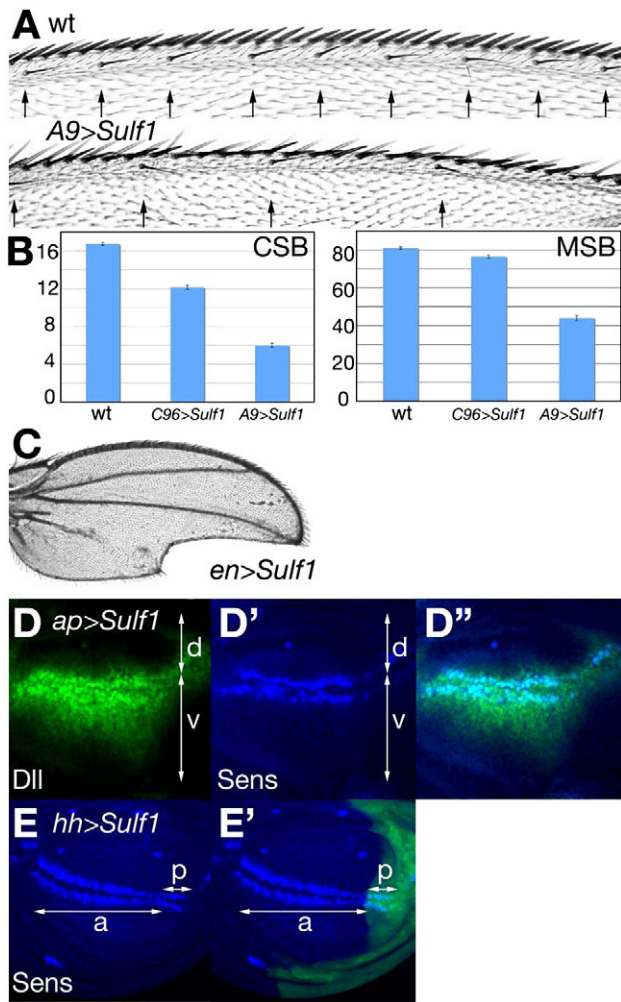 A wt
A9>Sulf1
B
CSB
16
12
8
4
0
wt C96>Sulf1 A9>Sulf1
MSB
80
60
40
20
0
wt C96>Sulf1 A9>Sulf1
C
en>Sulf1
D ap>Sulf1 D' D"
d d
v v
Dll Sens
E hh>Sulf1 E'
p p
a a
Sens